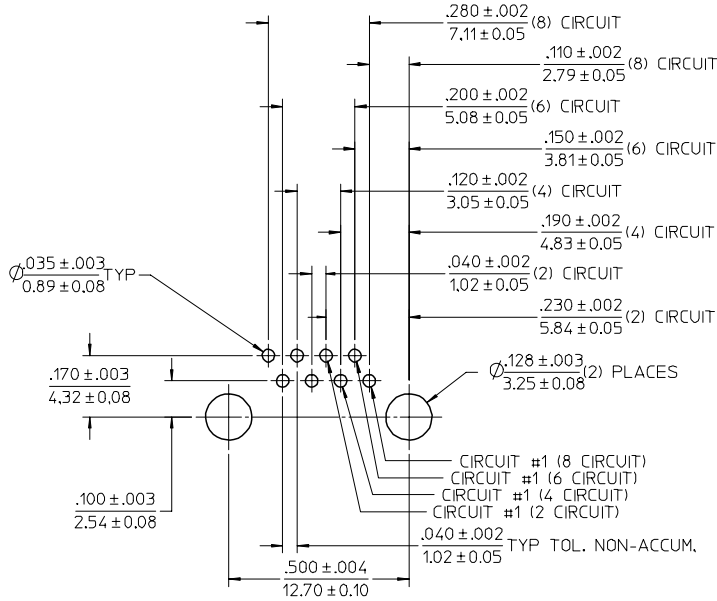 .280 ±.002
7.11 ± 0.05
(8) CIRCUIT
.110 ±.002
2.79 ± 0.05
(8) CIRCUIT
.200 ±.002
5.08 ± 0.05
(6) CIRCUIT
.150 ±.002
3.81 ± 0.05
(6) CIRCUIT
.120 ±.002
3.05 ± 0.05
(4) CIRCUIT
.190 ±.002
4.83 ± 0.05
(4) CIRCUIT
Ø.035 ±.003
0.89 ± 0.08
TYP
.040 ±.002
1.02 ± 0.05
(2) CIRCUIT
.230 ±.002
5.84 ± 0.05
(2) CIRCUIT
.170 ±.003
4.32 ± 0.08
Ø.128 ±.003
3.25 ± 0.08
(2) PLACES
CIRCUIT #1 (8 CIRCUIT)
CIRCUIT #1 (6 CIRCUIT)
CIRCUIT #1 (4 CIRCUIT)
CIRCUIT #1 (2 CIRCUIT)
.100 ±.003
2.54 ± 0.08
.040 ±.002
1.02 ± 0.05
TYP TOL. NON-ACCUM.
.500 ±.004
12.70 ± 0.10